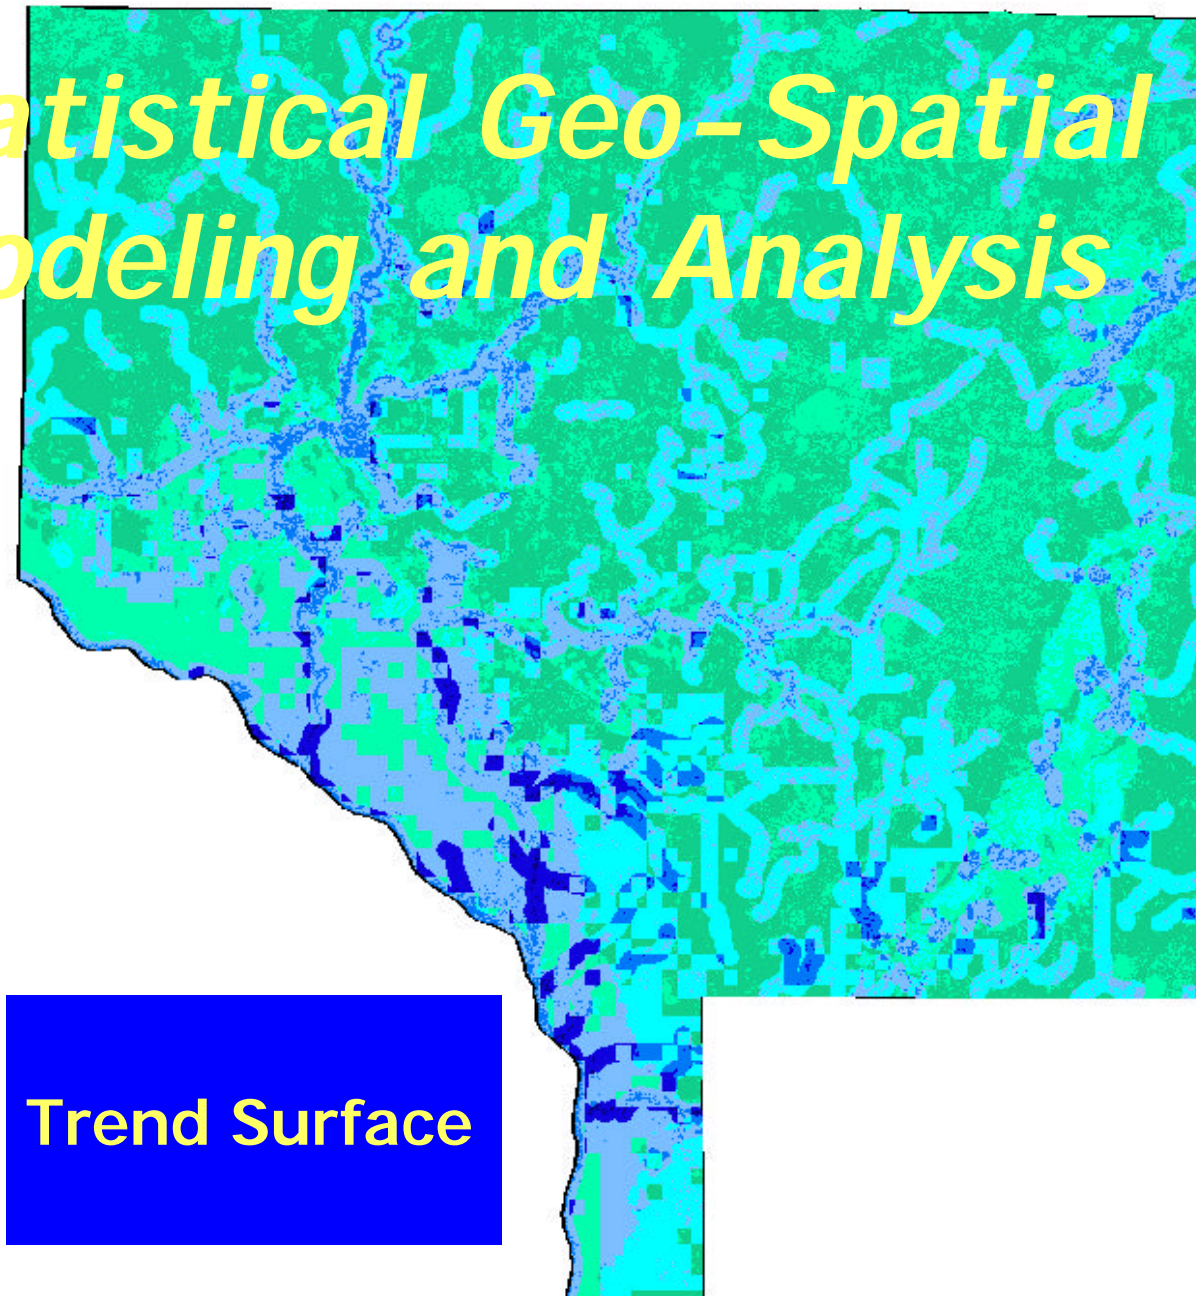 atistical Geo-Spatial
odeling and Analysis
Trend Surface